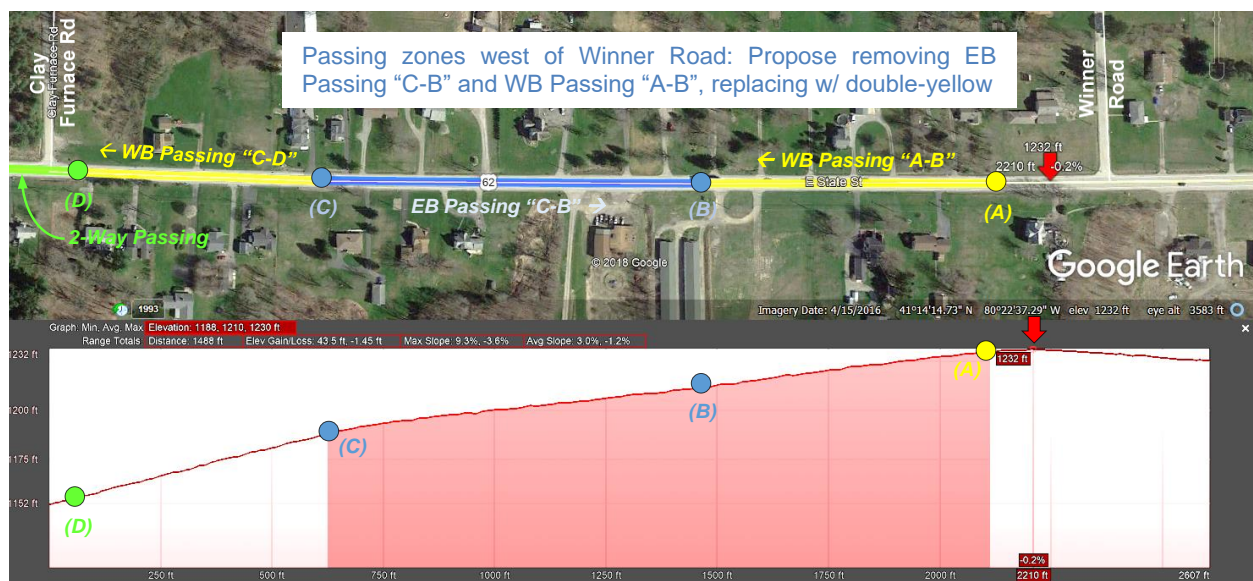 Passing zones west of Winner Road: Propose removing EB
Passing “C-B” and WB Passing “A-B”, replacing w/ double-yellow
Clay
Furnace Rd
Clay Furnace Rd
Winner
Road
1232 ft
2210 ft -0.2%
← WB Passing “C-D”
← WB Passing “A-B”
62
E State St
(D)
(C)
EB Passing “C-B” →
(B)
(A)
2-Way Passing
© 2018 Google
Google Earth
1993
Imagery Date: 4/15/2016 41°14'14.73" N 80°22'37.29" W elev 1232 ft eye alt 3583 ft
Graph: Min, Avg, Max Elevation: 1188, 1210, 1230 ft
Range Totals: Distance: 1488 ft Elev Gain/Loss: 43.5 ft, -1.45 ft Max Slope: 9.3%, -3.6% Avg Slope: 3.0%, -1.2%
1232 ft
1200 ft
1175 ft
1152 ft
(A)
1232 ft
(B)
(C)
(D)
-0.2%
250 ft
500 ft
750 ft
1000 ft
1250 ft
1500 ft
1750 ft
2000 ft
2210 ft
2607 ft